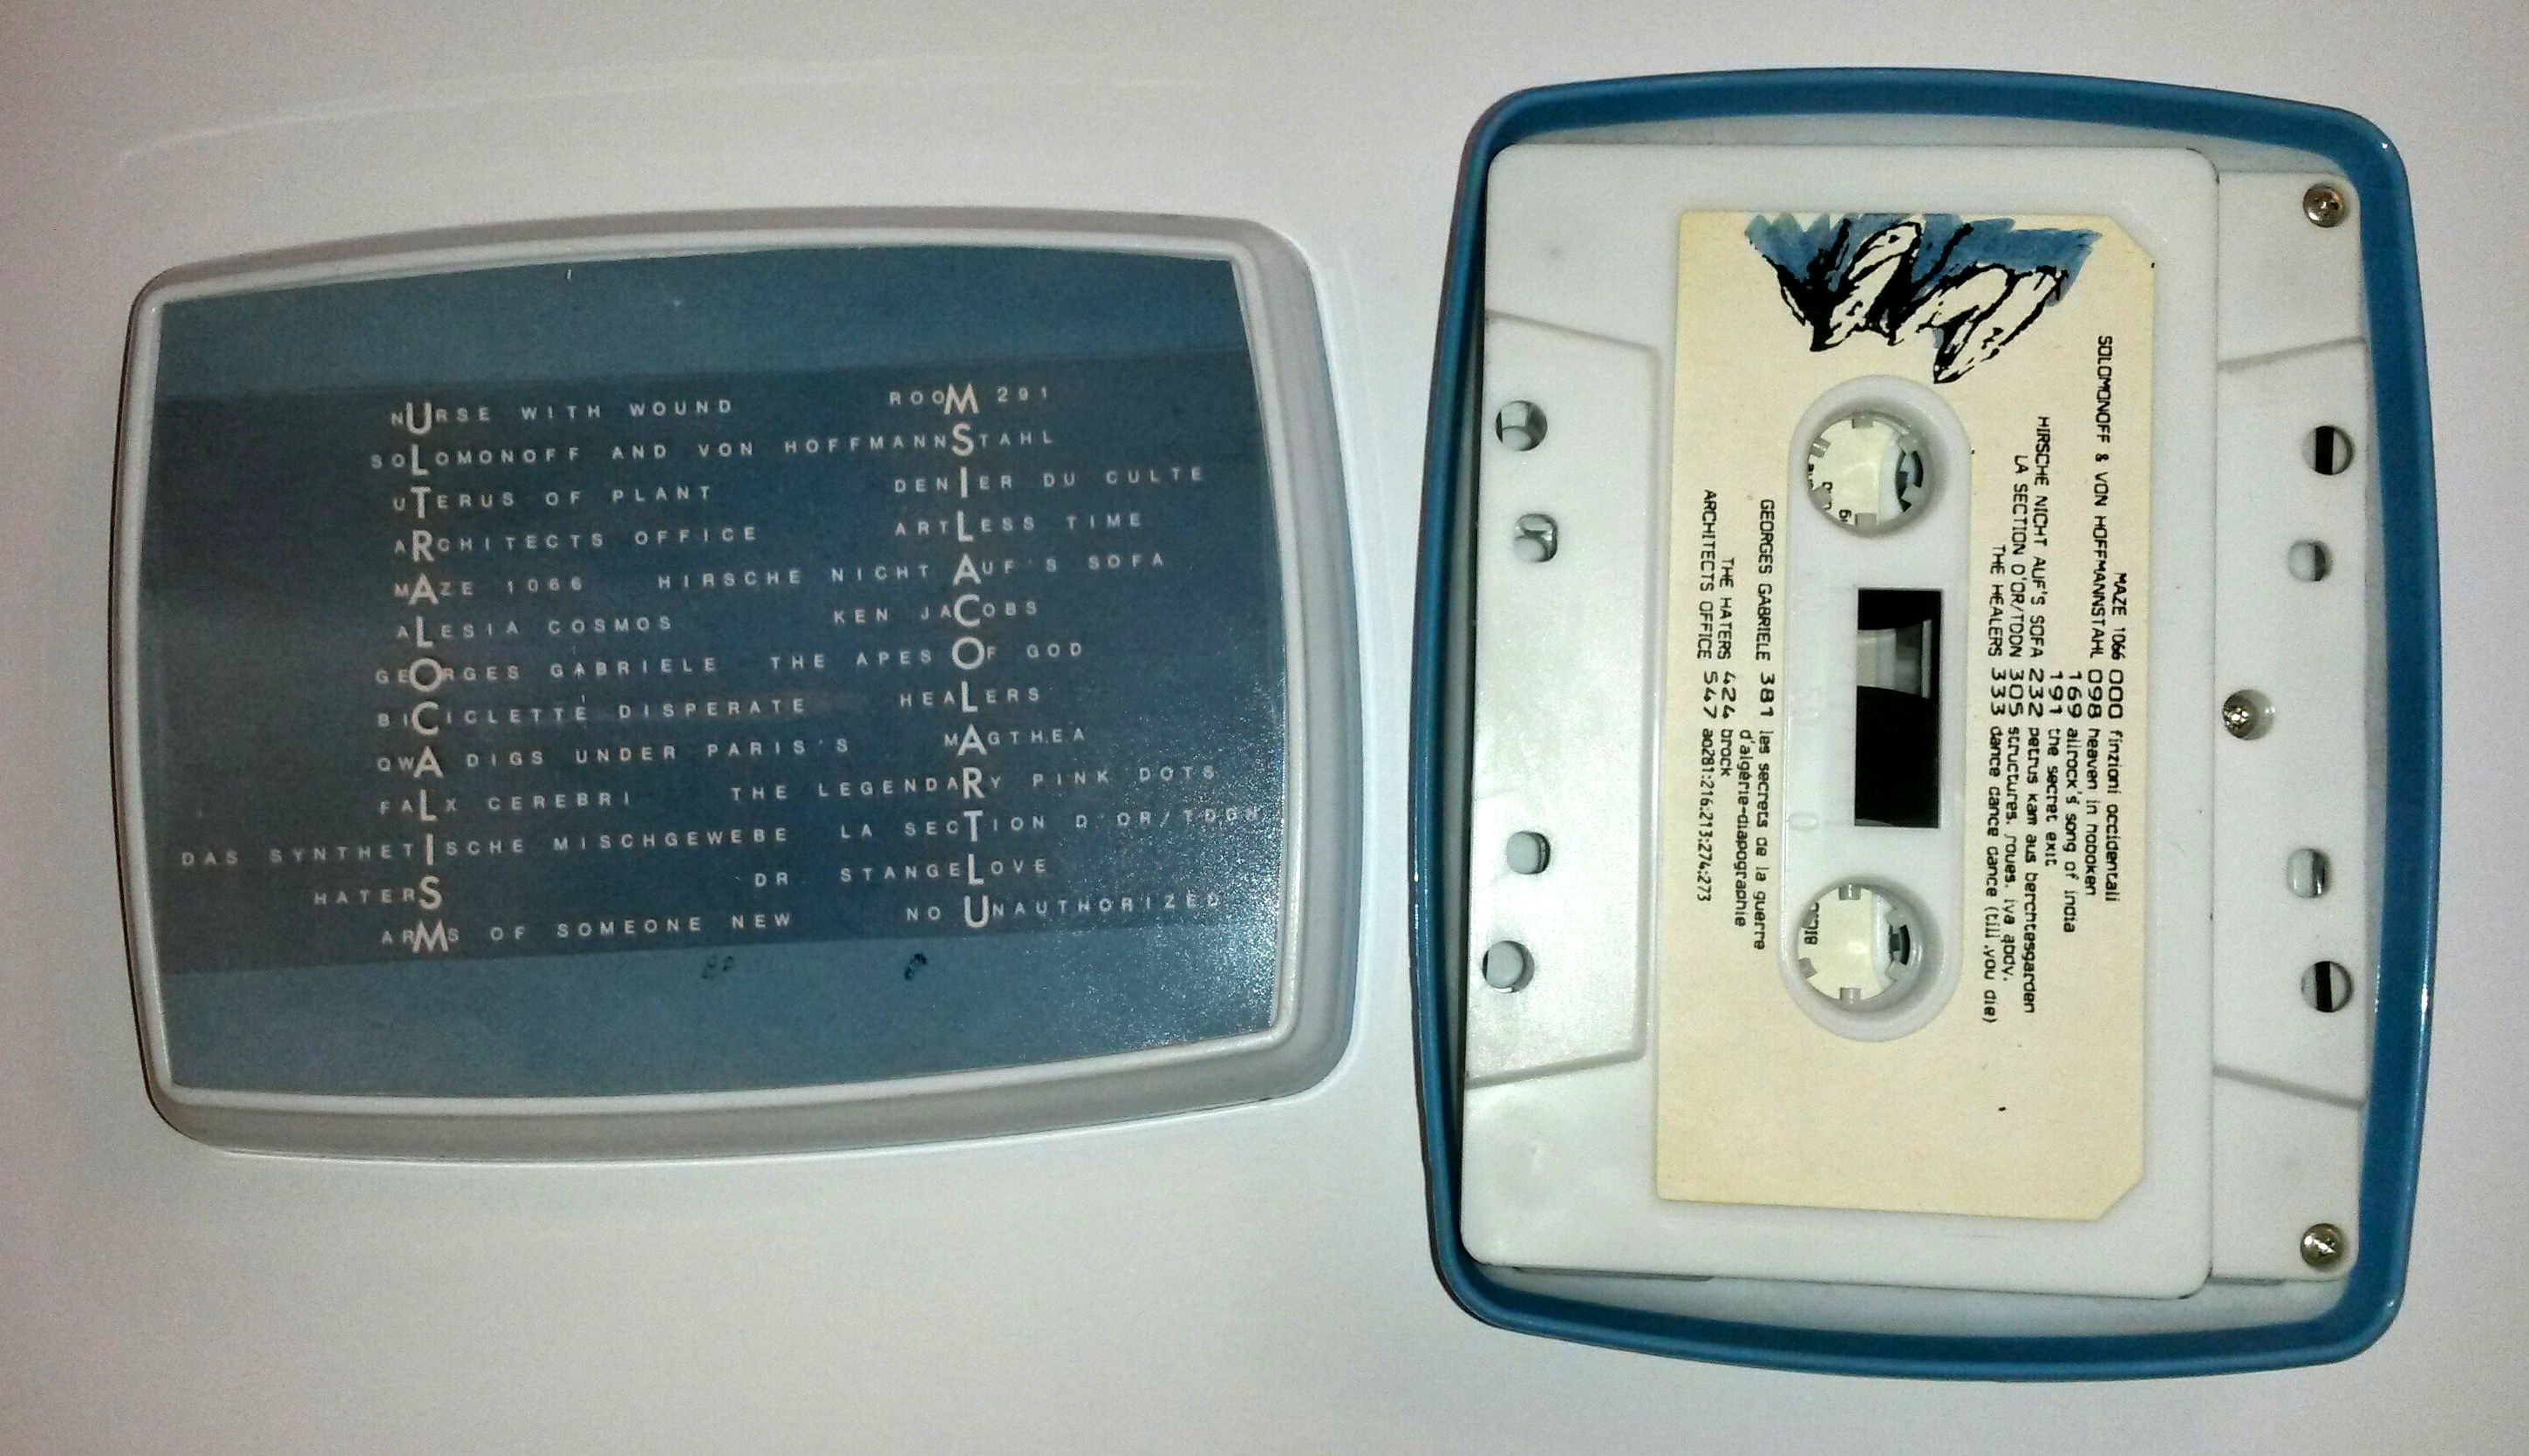 NURSE WITH WOUND ROOM 291
SOLOMONOFF AND VON HOFFMANNSTAHL
UTERUS OF PLANT DENIER DU CULTE
ARCHITECTS OFFICE ARTLESS TIME
MAZE 1066 HIRSCHE NICHT AUF'S SOFA
ALESIA COSMOS KEN JACOBS
GEORGES GABRIELE THE APES OF GOD
BICICLETTE DISPERATE HEALERS
QWA DIGS UNDER PARIS'S MAGTHEA
FALX CEREBRI THE LEGENDARY PINK DOTS
DAS SYNTHETISCHE MISCHGEWEBE LA SECTION D'OR/TDGN
HATERS DR STANGELOVE
ARMS OF SOMEONE NEW NO UNAUTHORIZED
MAZE 1066 000 finzioni occidentali
SOLOMONOFF & VON HOFFMANNSTAHL 098 heaven in hoboken
169 allrock's song of india
191 the secret exit
HIRSCHE NICHT AUF'S SOFA 232 petrus kam aus berchtesgarden
LA SECTION D'OR/TDDN 305 structures. roues. iva abdy.
THE HEALERS 333 dance dance dance (till you die)
GEORGES GABRIELE 381 les secrets de la guerre
d'algérie-diapographie
THE HATERS 424 brock
ARCHITECTS OFFICE 547 ao281:216:213:274:273